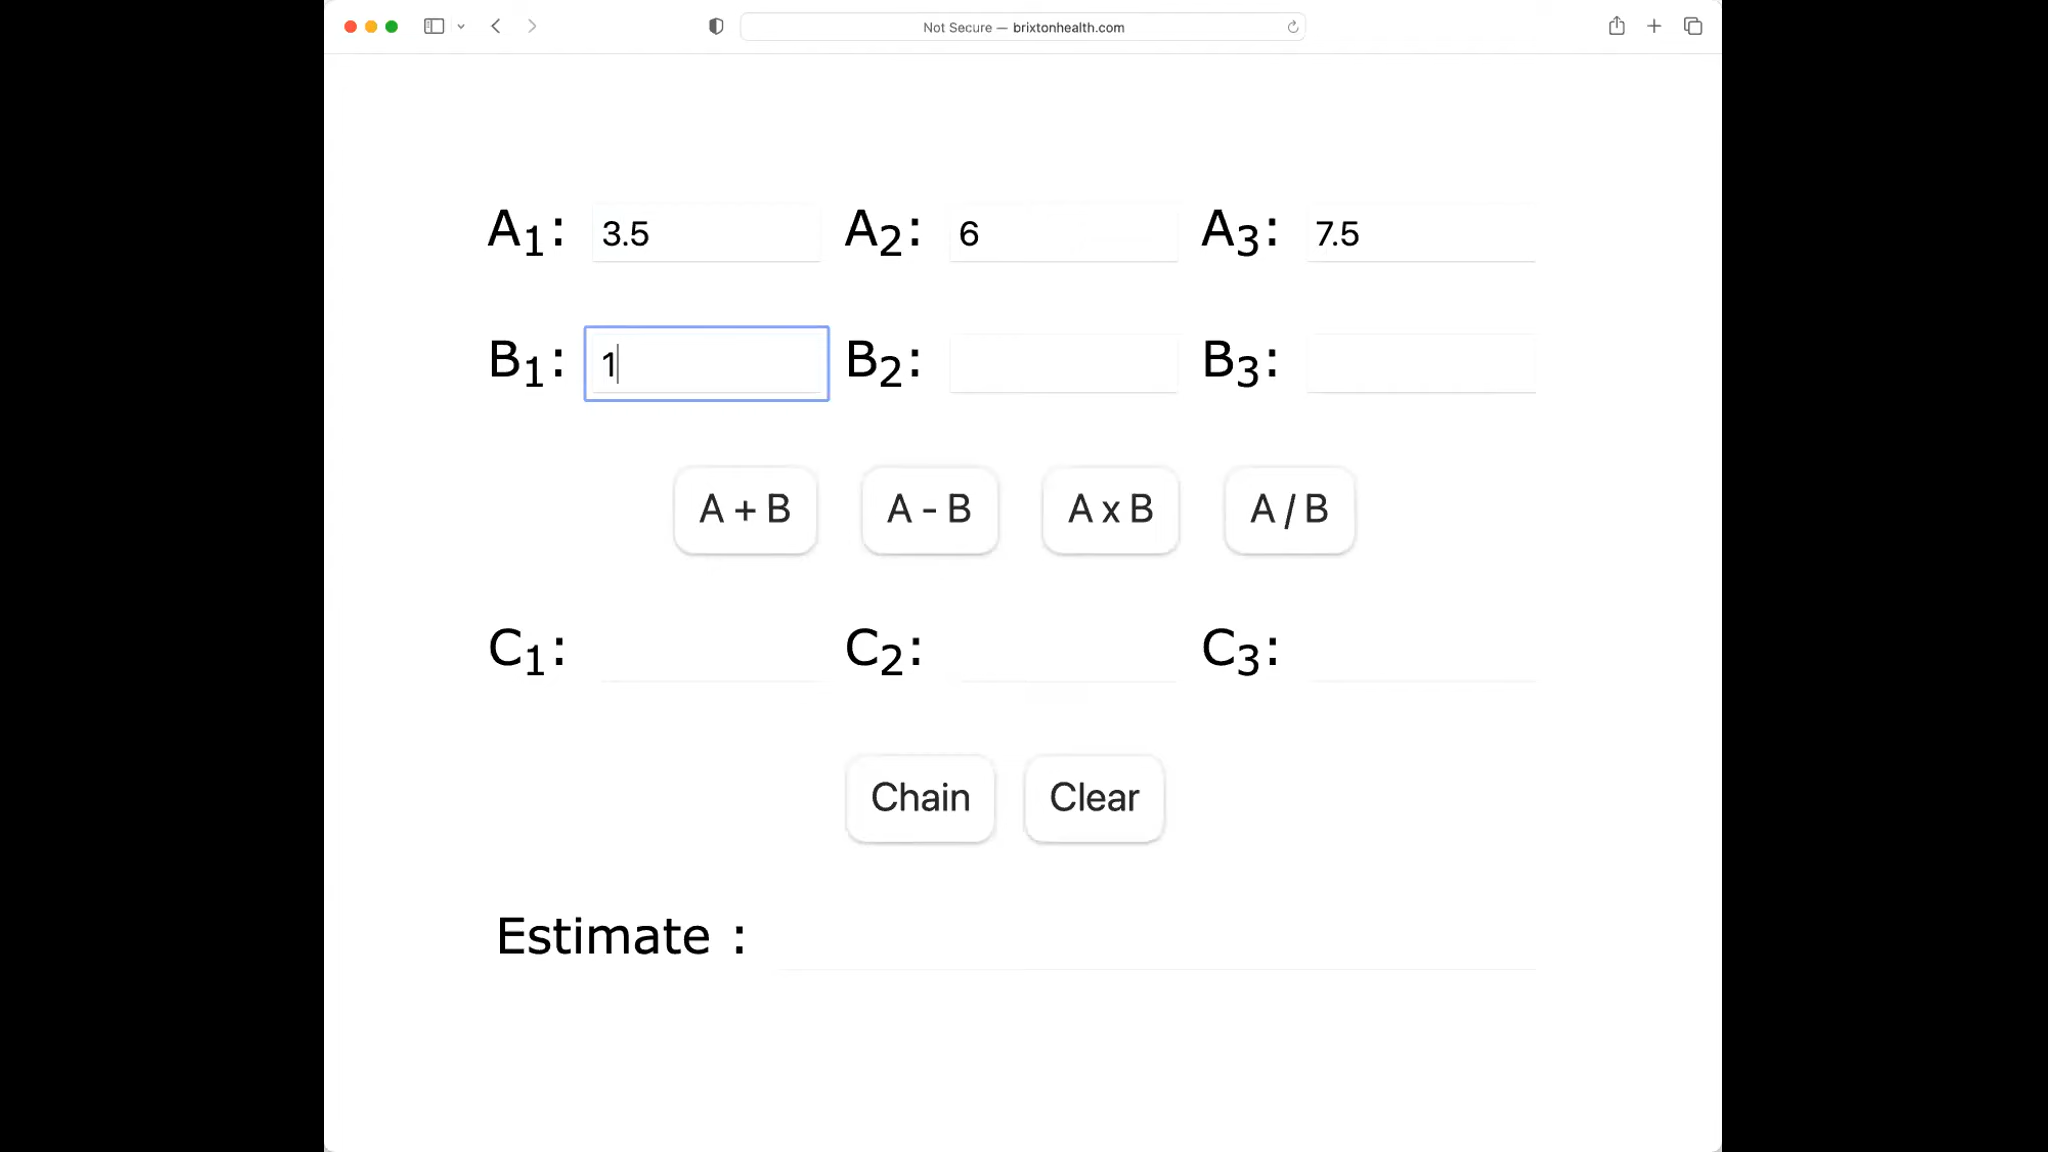 Not Secure — brixtonhealth.com
A1: 3.5 A2: 6 A3: 7.5
B1: 1 B2: B3:
A + B A - B A x B A / B
C1: C2: C3:
Chain Clear
Estimate :